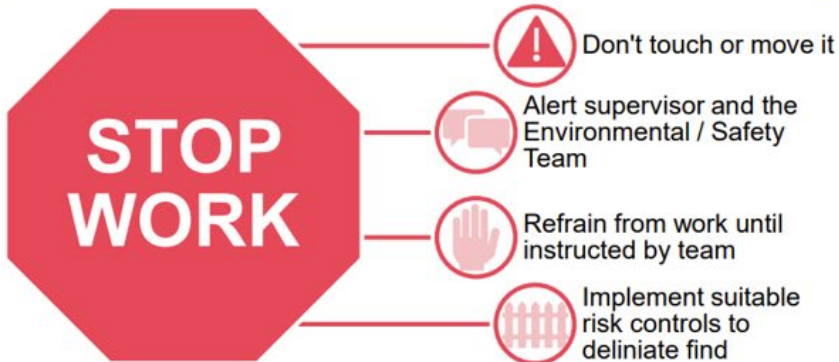 STOP
WORK
Don't touch or move it
Alert supervisor and the
Environmental / Safety
Team
Refrain from work until
instructed by team
Implement suitable
risk controls to
deliniate find